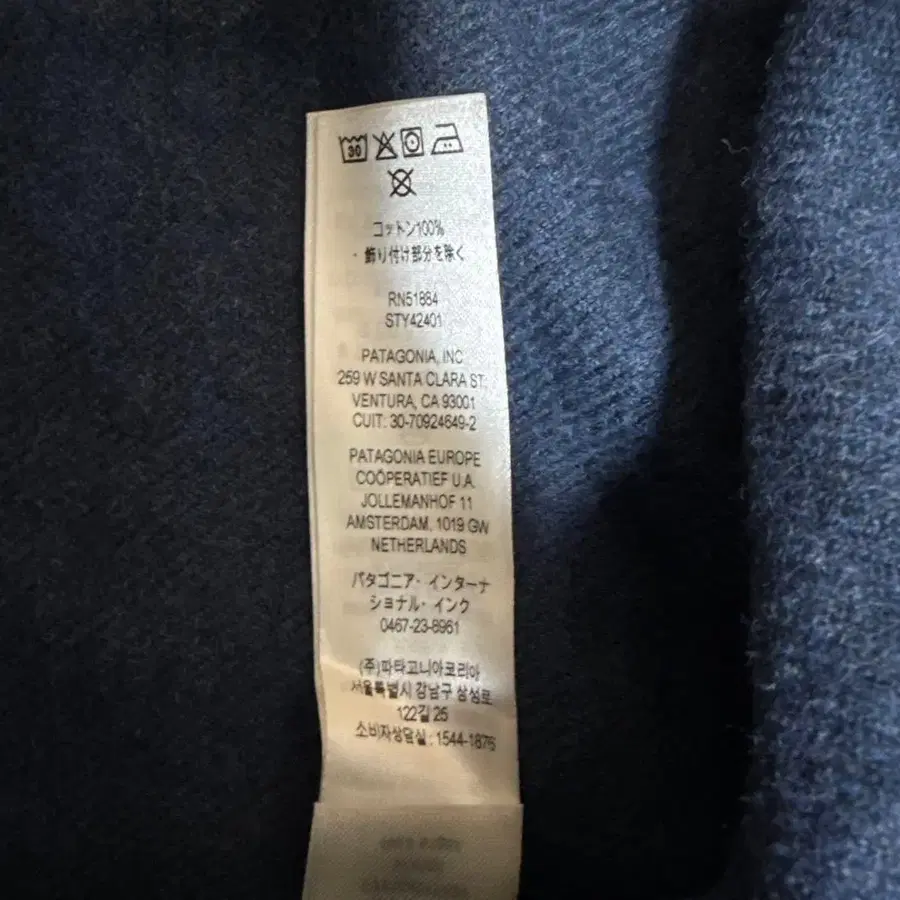 30
コットン100%
・飾り付け部分を除く
RN51884
STY42401
PATAGONIA, INC
259 W SANTA CLARA ST,
VENTURA, CA 93001
CUIT: 30-70924649-2
PATAGONIA EUROPE
COÖPERATIEF U.A.
JOLLEMANHOF 11
AMSTERDAM, 1019 GW
NETHERLANDS
パタゴニア・インターナ
ショナル・インク
0467-23-8961
(주)파타고니아코리아
서울특별시 강남구 삼성로
122길 25
소비자상담실 : 1544-1876